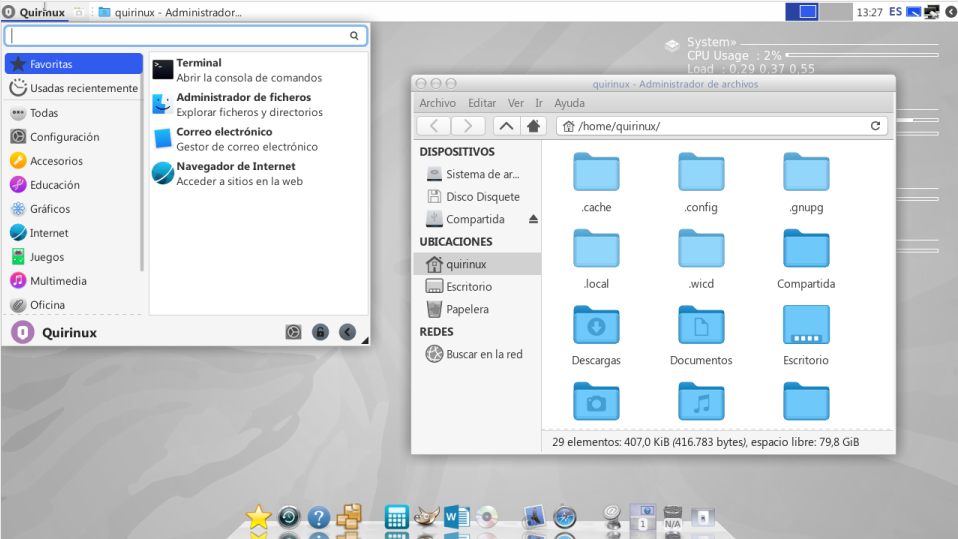 Quirinux
quirinux - Administrador...
13:27
ES
Favoritas
Usadas recientemente
Todas
Configuración
Accesorios
Educación
Gráficos
Internet
Juegos
Multimedia
Oficina
Quirinux
Terminal
Abrir la consola de comandos
Administrador de ficheros
Explorar ficheros y directorios
Correo electrónico
Gestor de correo electrónico
Navegador de Internet
Acceder a sitios en la web
System»
CPU Usage : 2%
Load : 0,29 0,37 0,55
quirinux - Administrador de archivos
Archivo Editar Ver Ir Ayuda
/home/quirinux/
DISPOSITIVOS
Sistema de ar...
Disco Disquete
Compartida
UBICACIONES
quirinux
Escritorio
Papelera
REDES
Buscar en la red
.cache .config .gnupg
.local .wicd Compartida
Descargas Documentos Escritorio
29 elementos: 407,0 KiB (416.783 bytes), espacio libre: 79,8 GiB
W
1
N/A